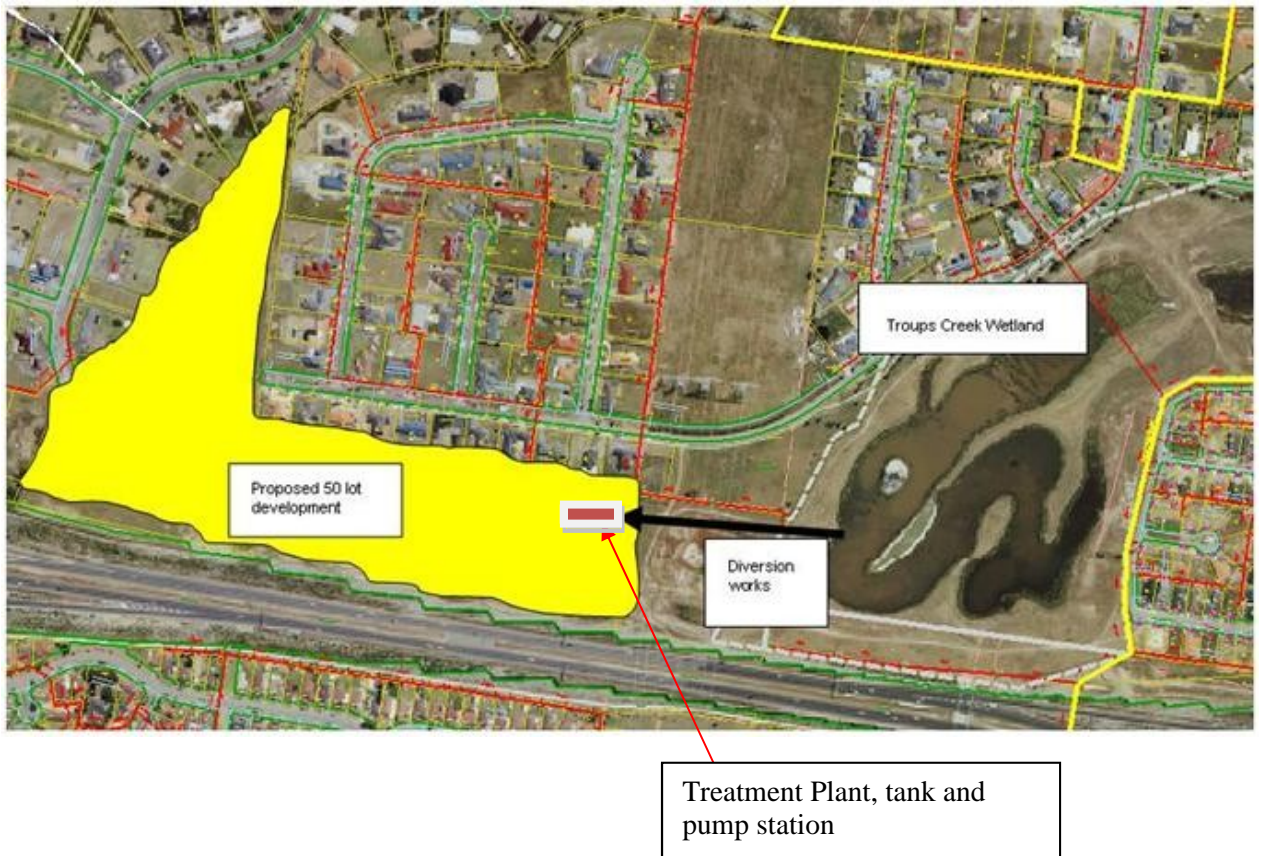 Troups Creek Wetland
Proposed 50 lot
development
Diversion
works
Treatment Plant, tank and
pump station